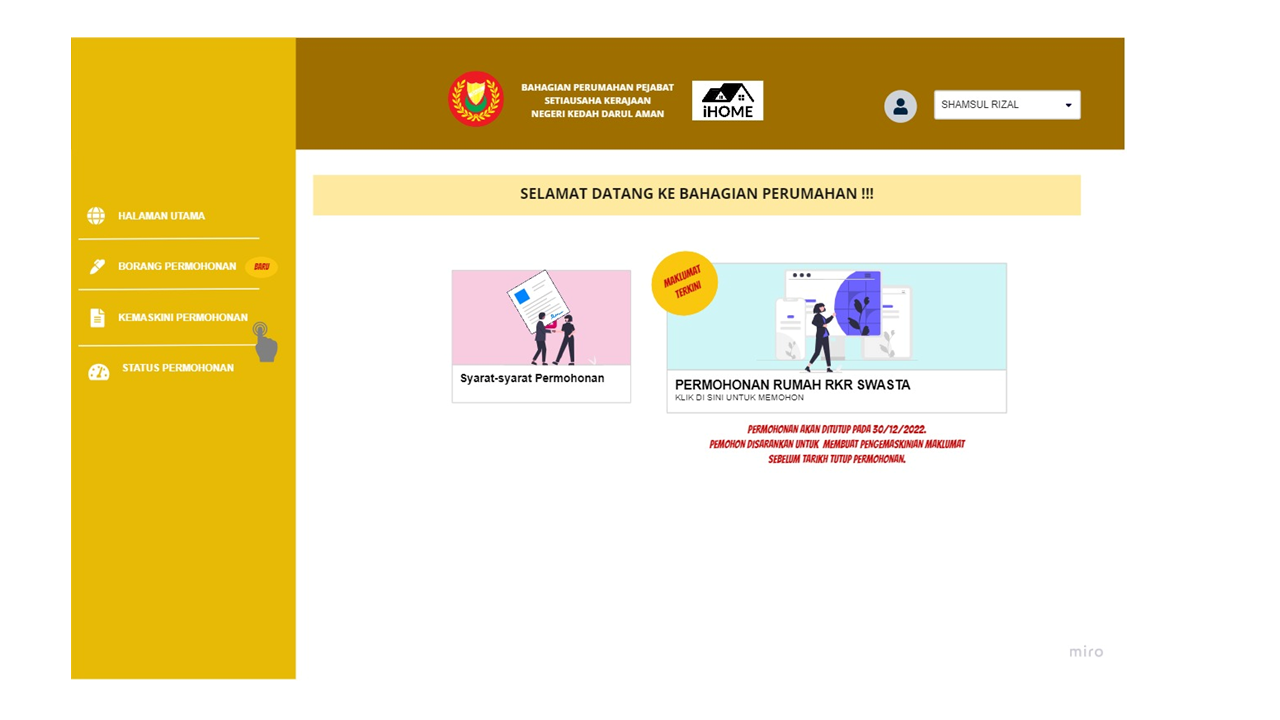 BAHAGIAN PERUMAHAN PEJABAT
SETIAUSAHA KERAJAAN
NEGERI KEDAH DARUL AMAN
iHOME
SHAMSUL RIZAL
SELAMAT DATANG KE BAHAGIAN PERUMAHAN !!!
HALAMAN UTAMA
BORANG PERMOHONAN
BARU
KEMASKINI PERMOHONAN
STATUS PERMOHONAN
Syarat-syarat Permohonan
MAKLUMAT
TERKINI
PERMOHONAN RUMAH RKR SWASTA
KLIK DI SINI UNTUK MEMOHON
PERMOHONAN AKAN DITUTUP PADA 30/12/2022.
PEMOHON DISARANKAN UNTUK MEMBUAT PENGEMASKINIAN MAKLUMAT
SEBELUM TARIKH TUTUP PERMOHONAN.
miro